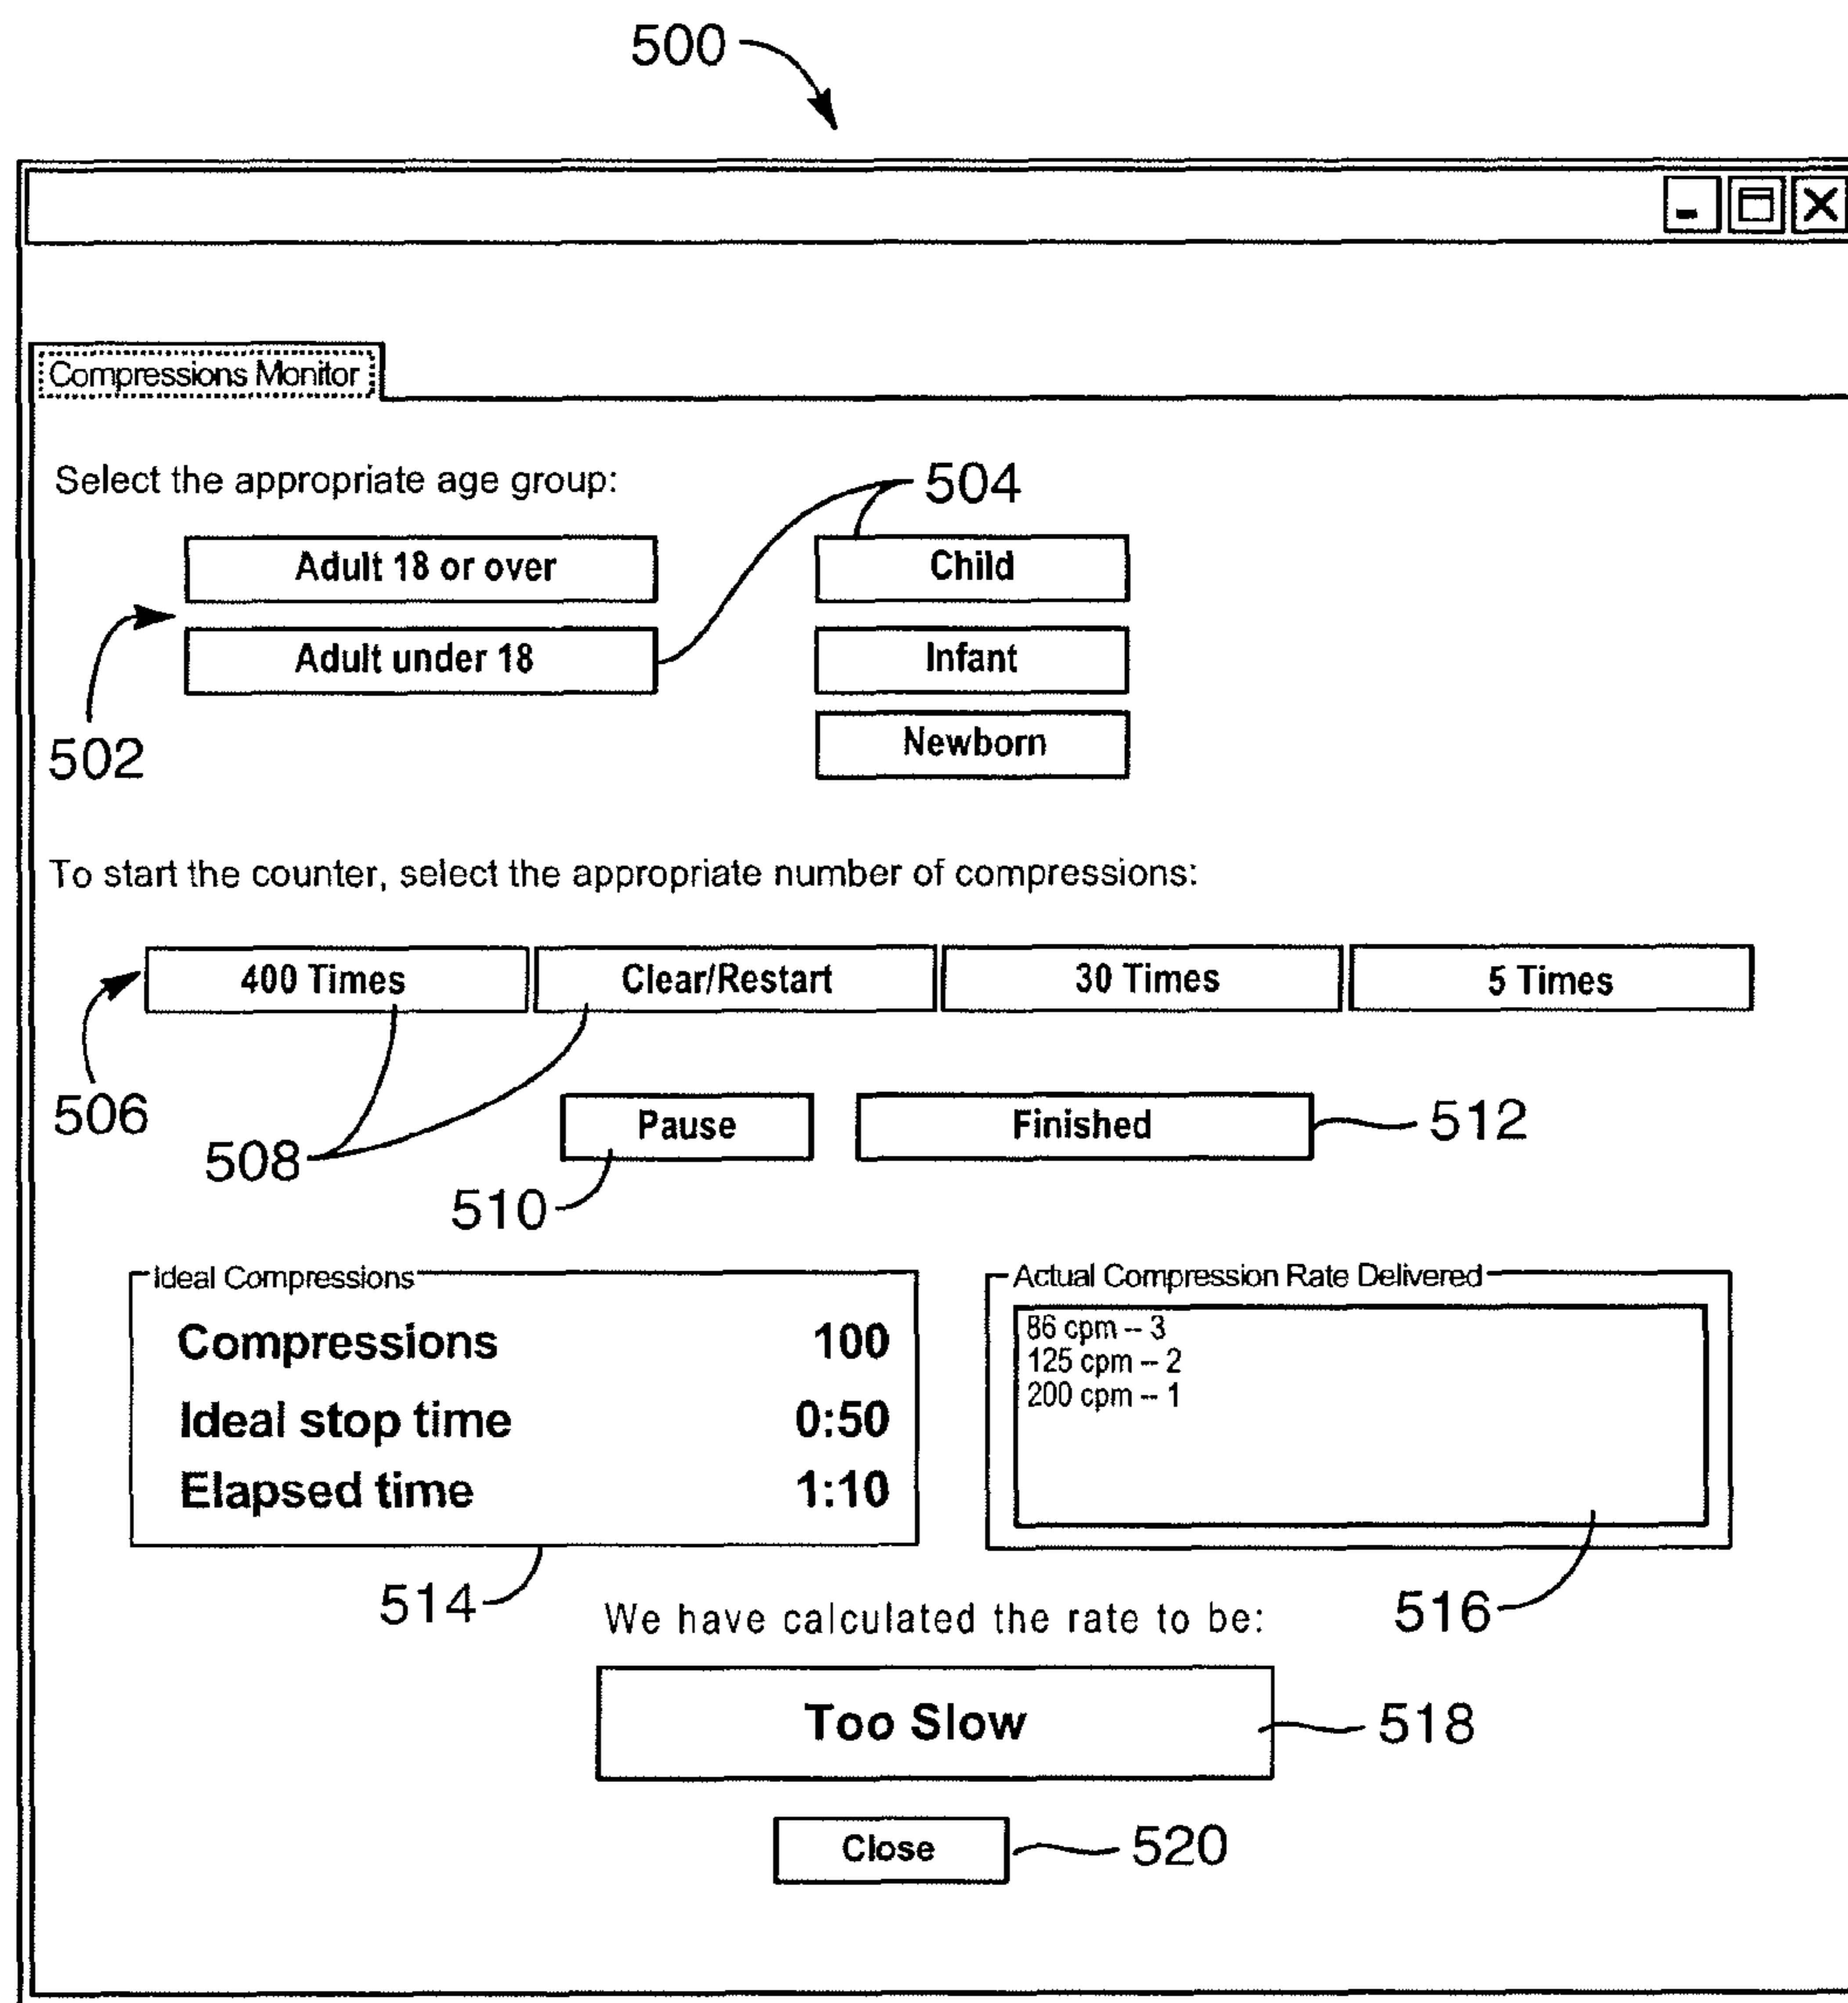 500
Compressions Monitor
Select the appropriate age group:
504
Adult 18 or over
Child
Adult under 18
Infant
502
Newborn
To start the counter, select the appropriate number of compressions:
400 Times
Clear/Restart
30 Times
5 Times
506
Pause
Finished
512
508
510
Ideal Compressions
Compressions 100
Ideal stop time 0:50
Elapsed time 1:10
Actual Compression Rate Delivered
86 cpm -- 3
125 cpm -- 2
200 cpm -- 1
514
516
We have calculated the rate to be:
Too Slow
518
Close
520